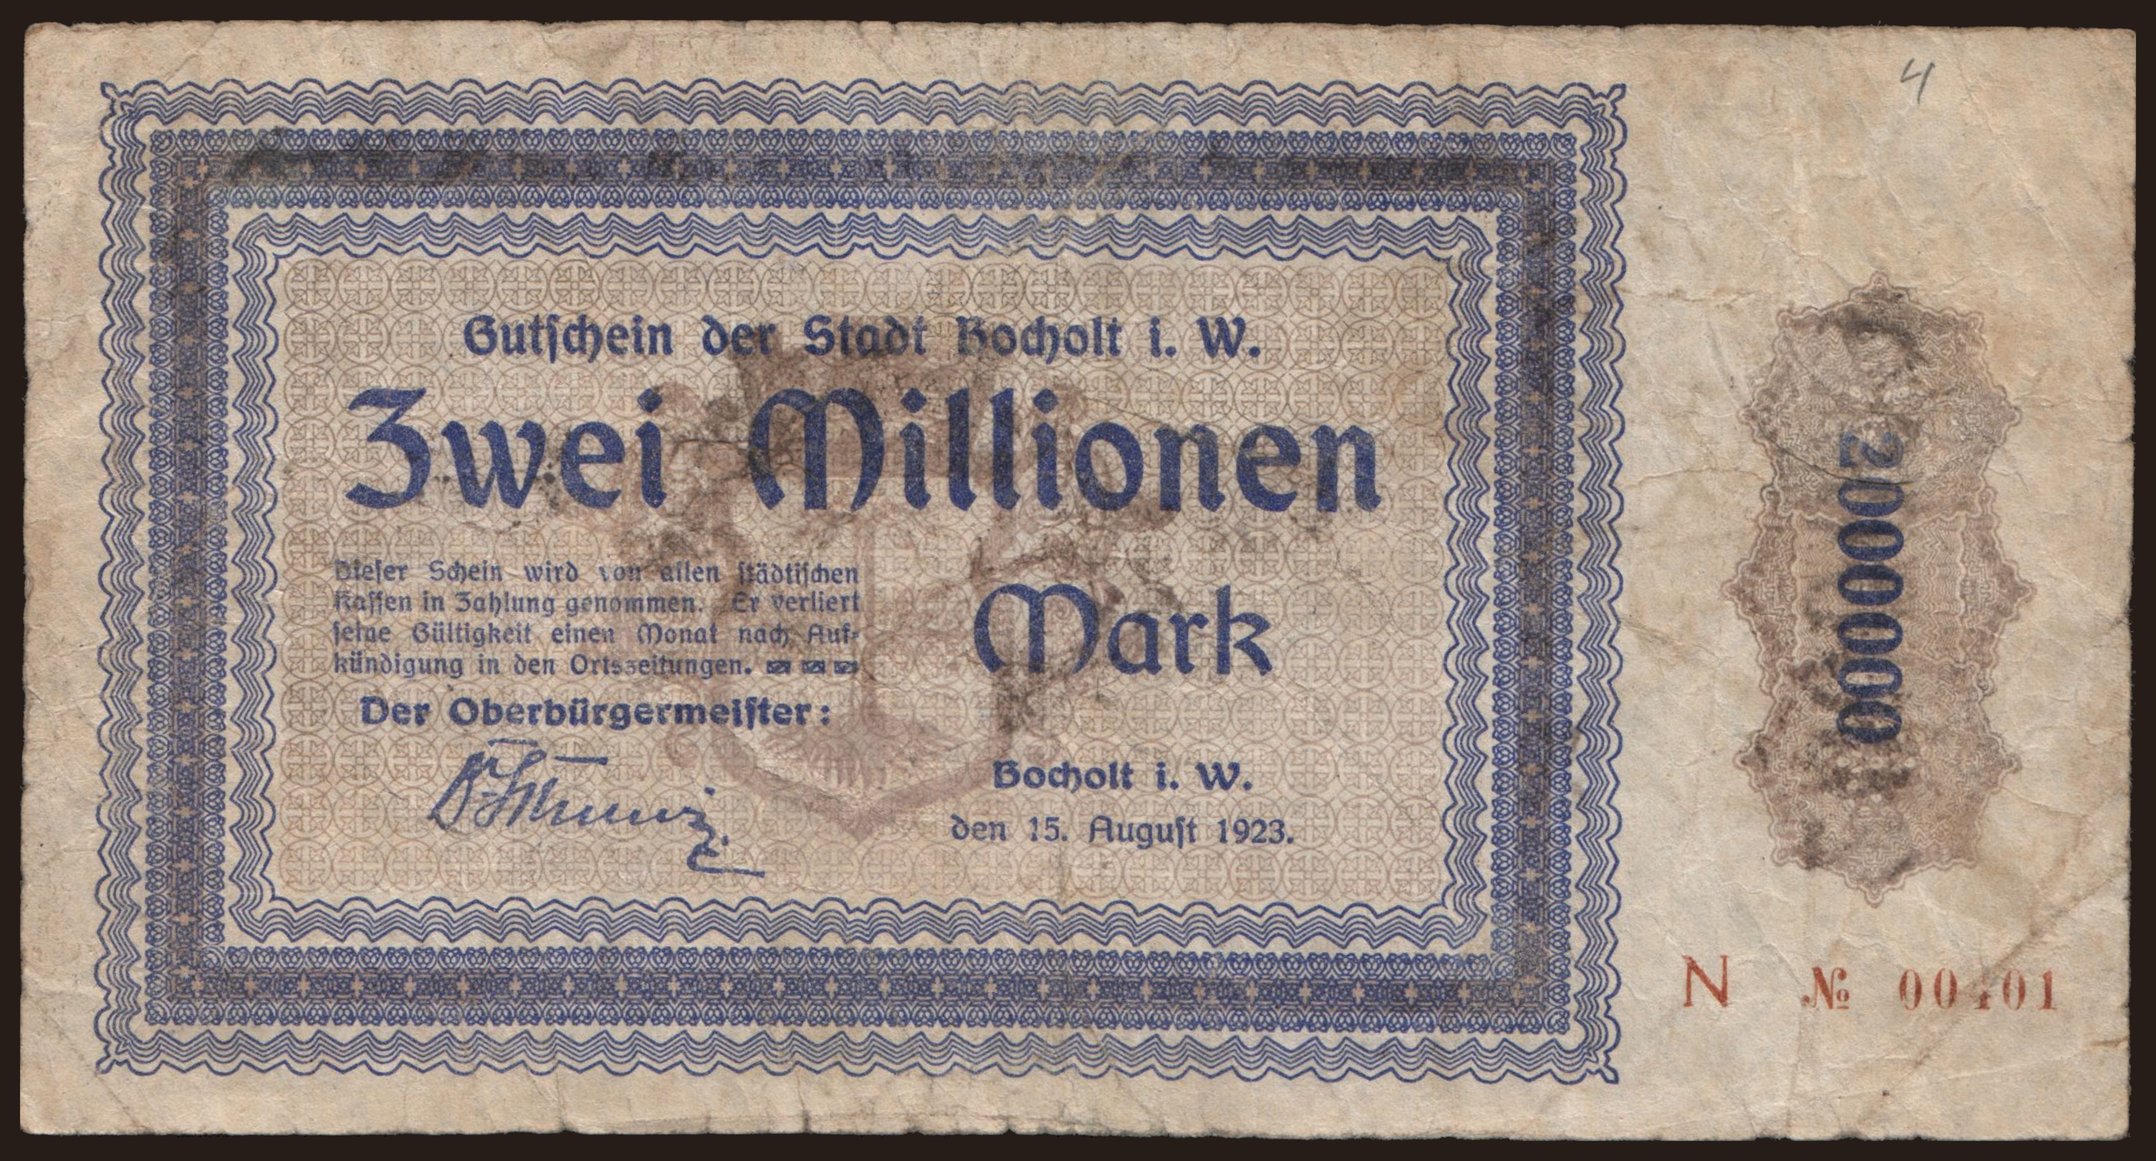 4
Gutschein der Stadt Bocholt i. W.
Zwei Millionen
Mark
Dieser Schein wird von allen städtischen
Kassen in Zahlung genommen. Er verliert
seine Gültigkeit einen Monat nach Auf-
kündigung in den Ortszeitungen.
Der Oberbürgermeister:
Bocholt i. W.
den 15. August 1923.
2000000
N № 00401